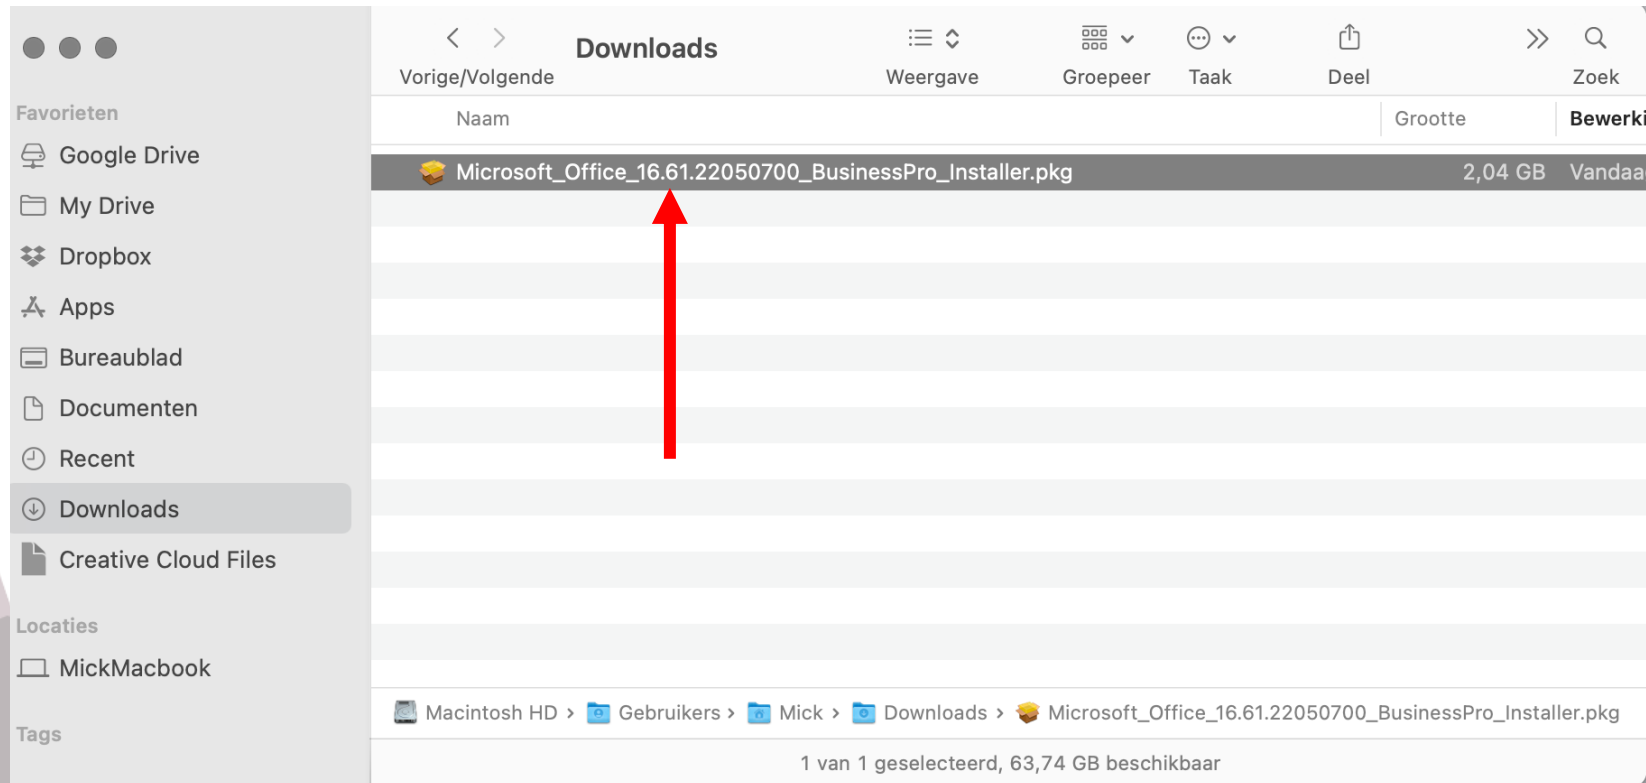 Downloads
Vorige/Volgende
Weergave
Groepeer
Taak
Deel
Zoek
Favorieten
Google Drive
My Drive
Dropbox
Apps
Bureaublad
Documenten
Recent
Downloads
Creative Cloud Files
Locaties
MickMacbook
Tags
Naam Grootte Bewerki
Microsoft_Office_16.61.22050700_BusinessPro_Installer.pkg 2,04 GB Vandaa
Macintosh HD › Gebruikers › Mick › Downloads › Microsoft_Office_16.61.22050700_BusinessPro_Installer.pkg
1 van 1 geselecteerd, 63,74 GB beschikbaar